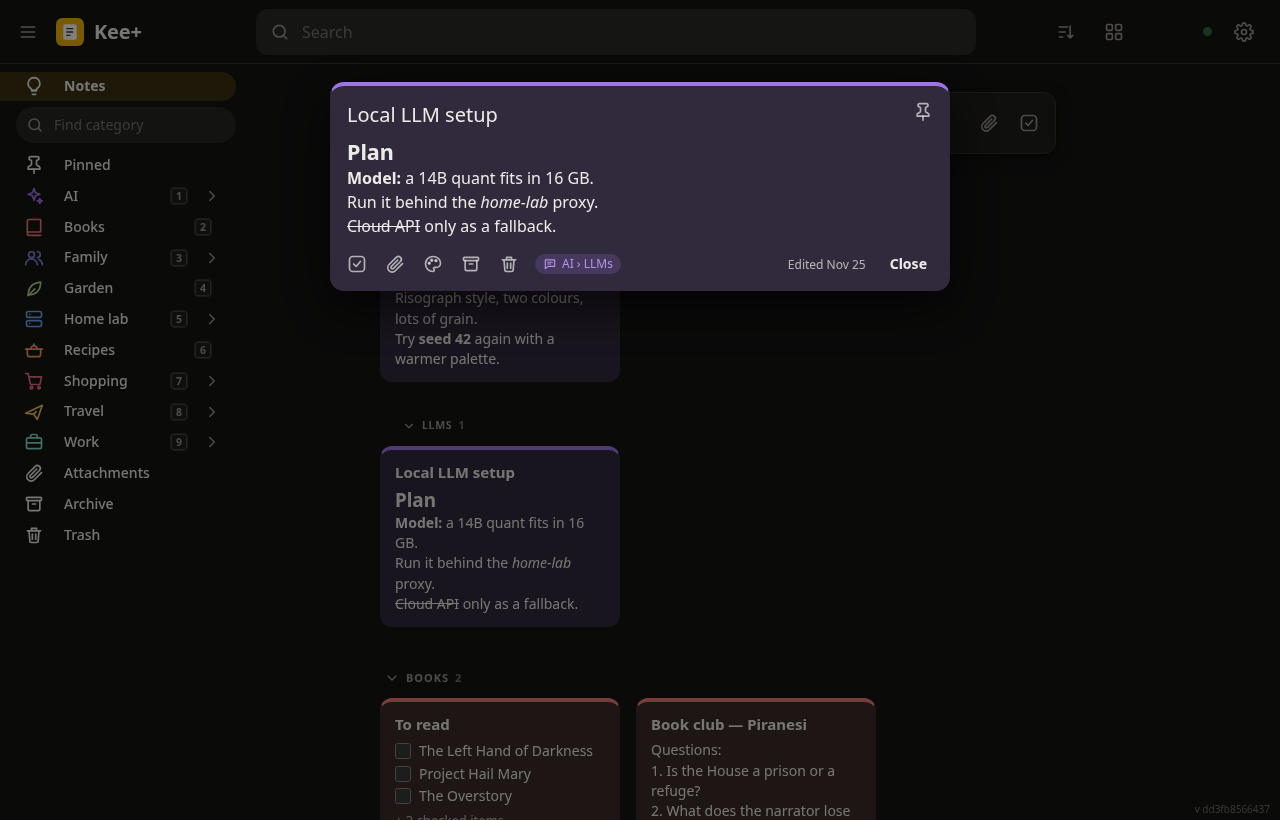 Kee+
Search
Notes
Find category
Pinned
AI 1
Books 2
Family 3
Garden 4
Home lab 5
Recipes 6
Shopping 7
Travel 8
Work 9
Attachments
Archive
Trash
Local LLM setup
Plan
Model: a 14B quant fits in 16 GB.
Run it behind the home-lab proxy.
Cloud API only as a fallback.
AI › LLMs
Edited Nov 25
Close
Risograph style, two colours,
lots of grain.
Try seed 42 again with a
warmer palette.
LLMS 1
Local LLM setup
Plan
Model: a 14B quant fits in 16
GB.
Run it behind the home-lab
proxy.
Cloud API only as a fallback.
BOOKS 2
To read
The Left Hand of Darkness
Project Hail Mary
The Overstory
Book club — Piranesi
Questions:
1. Is the House a prison or a
refuge?
2. What does the narrator lose
v dd3fb8566437